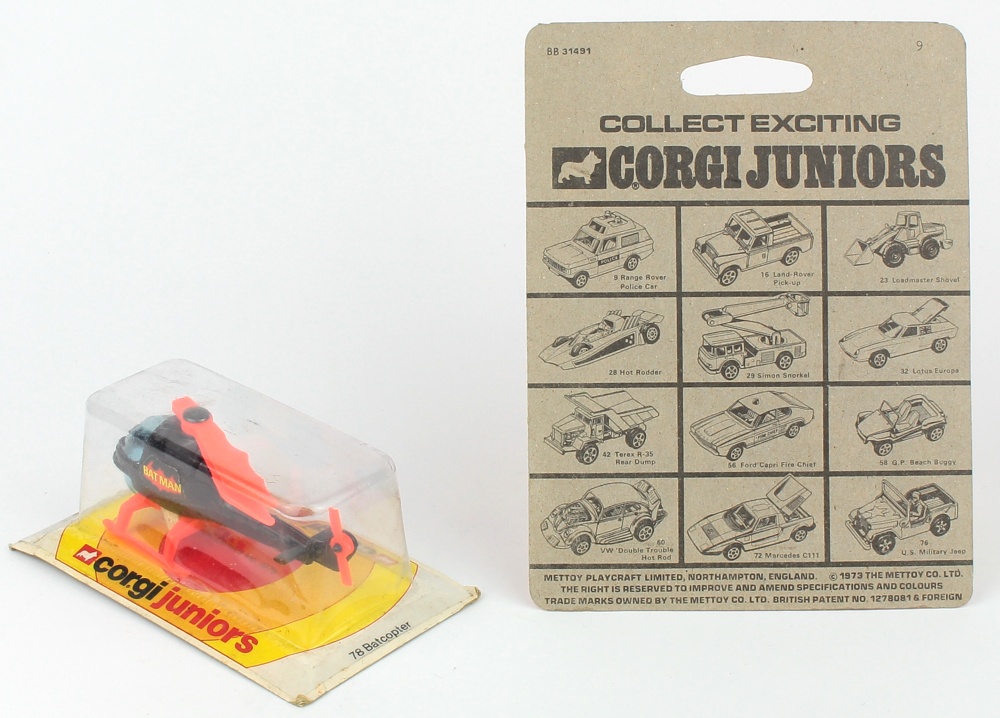 BATMAN
corgi juniors
78 Batcopter
BB 31491
9
COLLECT EXCITING
CORGI JUNIORS
®
POLICE
9 Range Rover
Police Car
16 Land-Rover
Pick-up
23 Loadmaster Shovel
28 Hot Rodder
29 Simon Snorkel
32 Lotus Europa
42 Terex R-35
Rear Dump
56 Ford Capri Fire Chief
58 G.P. Beach Buggy
60
VW 'Double Trouble'
Hot Rod
72 Mercedes C111
76
U.S. Military Jeep
METTOY PLAYCRAFT LIMITED, NORTHAMPTON, ENGLAND. © 1973 THE METTOY CO. LTD.
THE RIGHT IS RESERVED TO IMPROVE AND AMEND SPECIFICATIONS AND COLOURS
TRADE MARKS OWNED BY THE METTOY CO. LTD. BRITISH PATENT NO. 1278081 & FOREIGN